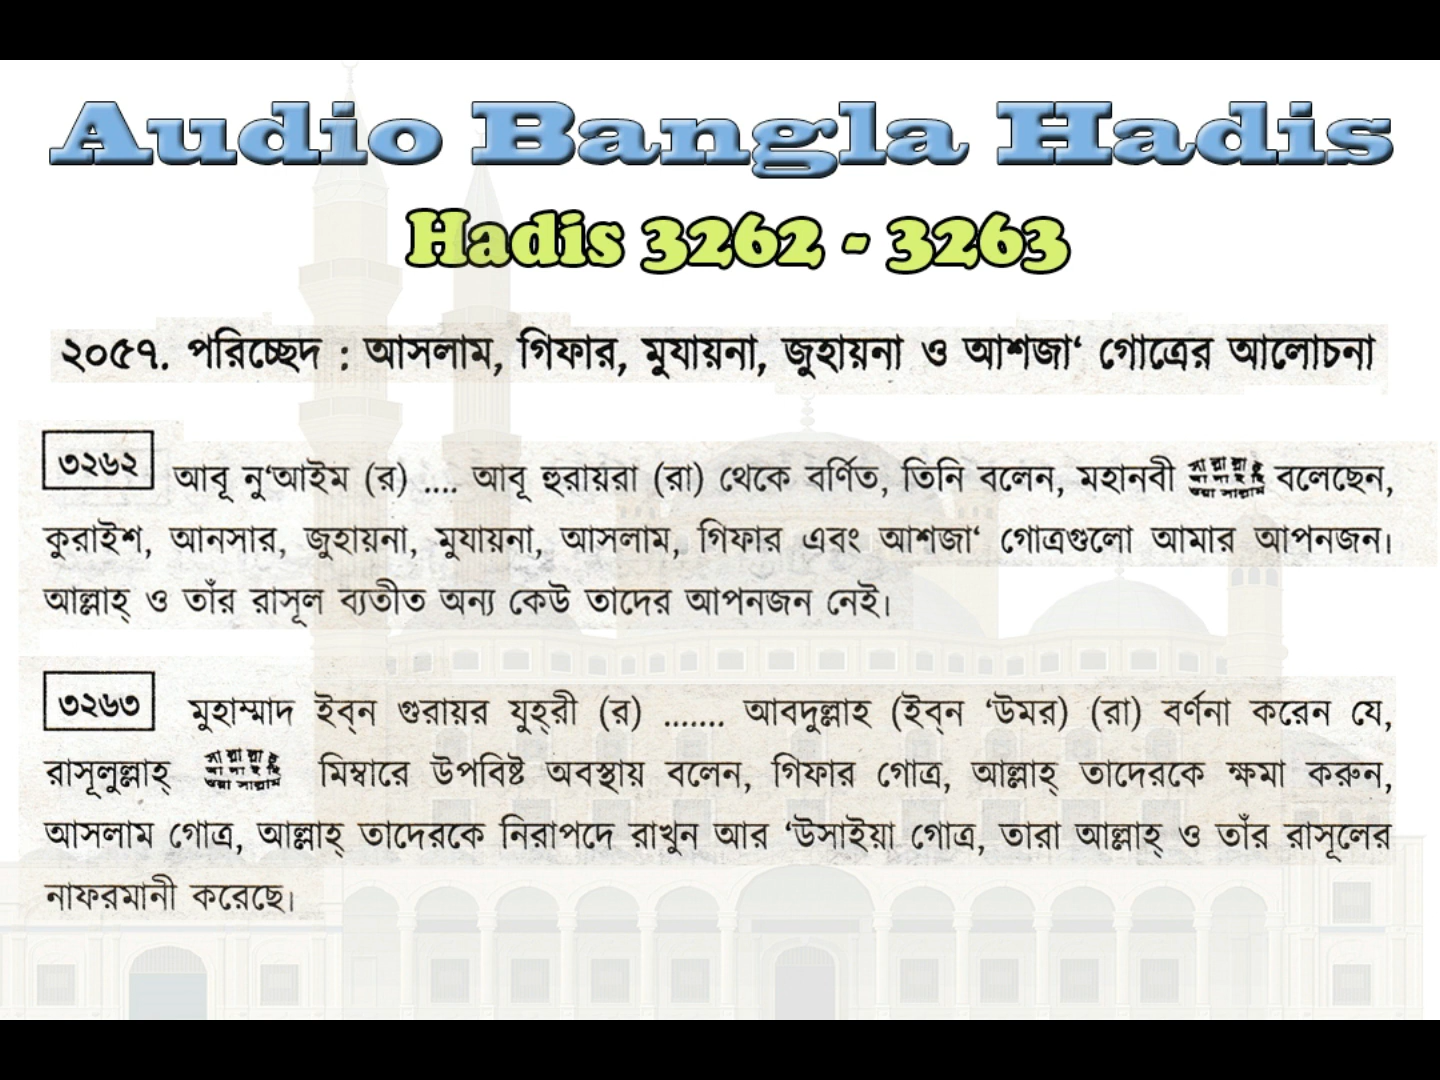 Audio Bangla Hadis
Hadis 3262 - 3263
২০৫৭. পরিচ্ছেদ : আসলাম, গিফার, মুযায়না, জুহায়না ও আশজা‘ গোত্রের আলোচনা
৩২৬২ আবূ নু‘আইম (র) .... আবূ হুরায়রা (রা) থেকে বর্ণিত, তিনি বলেন, মহানবী বলেছেন,
কুরাইশ, আনসার, জুহায়না, মুযায়না, আসলাম, গিফার এবং আশজা‘ গোত্রগুলো আমার আপনজন।
আল্লাহ্ ও তাঁর রাসূল ব্যতীত অন্য কেউ তাদের আপনজন নেই।
৩২৬৩ মুহাম্মাদ ইব্‌ন গুরায়র যুহ্‌রী (র) ....... আবদুল্লাহ (ইব্‌ন ‘উমর) (রা) বর্ণনা করেন যে,
রাসূলুল্লাহ্ মিম্বারে উপবিষ্ট অবস্থায় বলেন, গিফার গোত্র, আল্লাহ্ তাদেরকে ক্ষমা করুন,
আসলাম গোত্র, আল্লাহ্ তাদেরকে নিরাপদে রাখুন আর ‘উসাইয়া গোত্র, তারা আল্লাহ্ ও তাঁর রাসূলের
নাফরমানী করেছে।